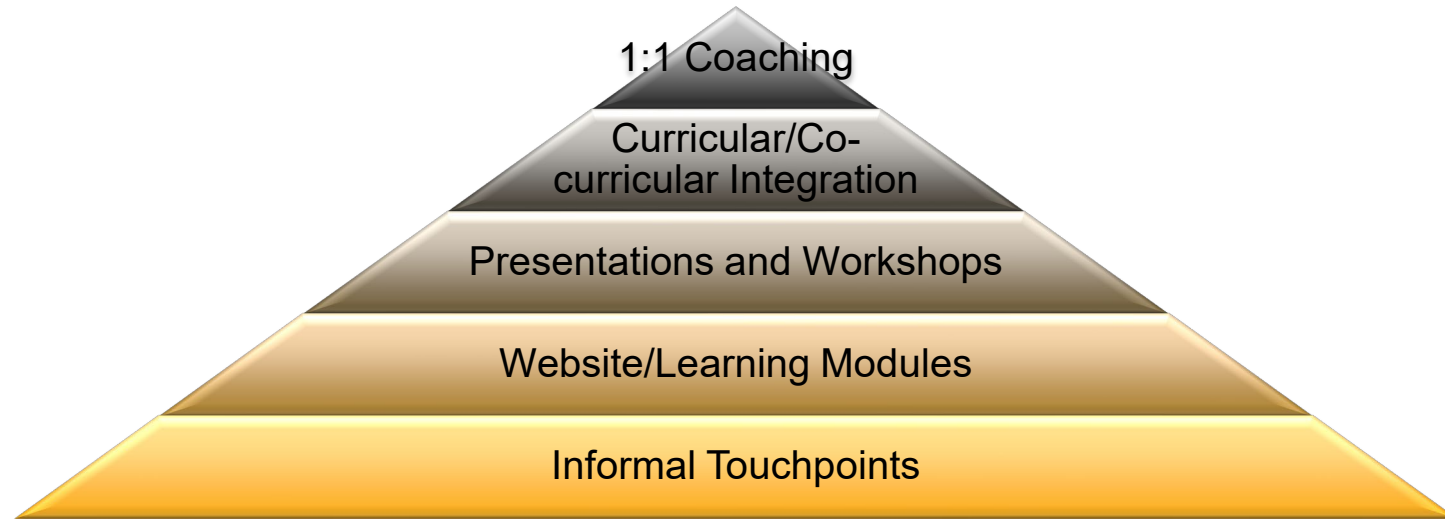 1:1 Coaching
Curricular/Co-
curricular Integration
Presentations and Workshops
Website/Learning Modules
Informal Touchpoints